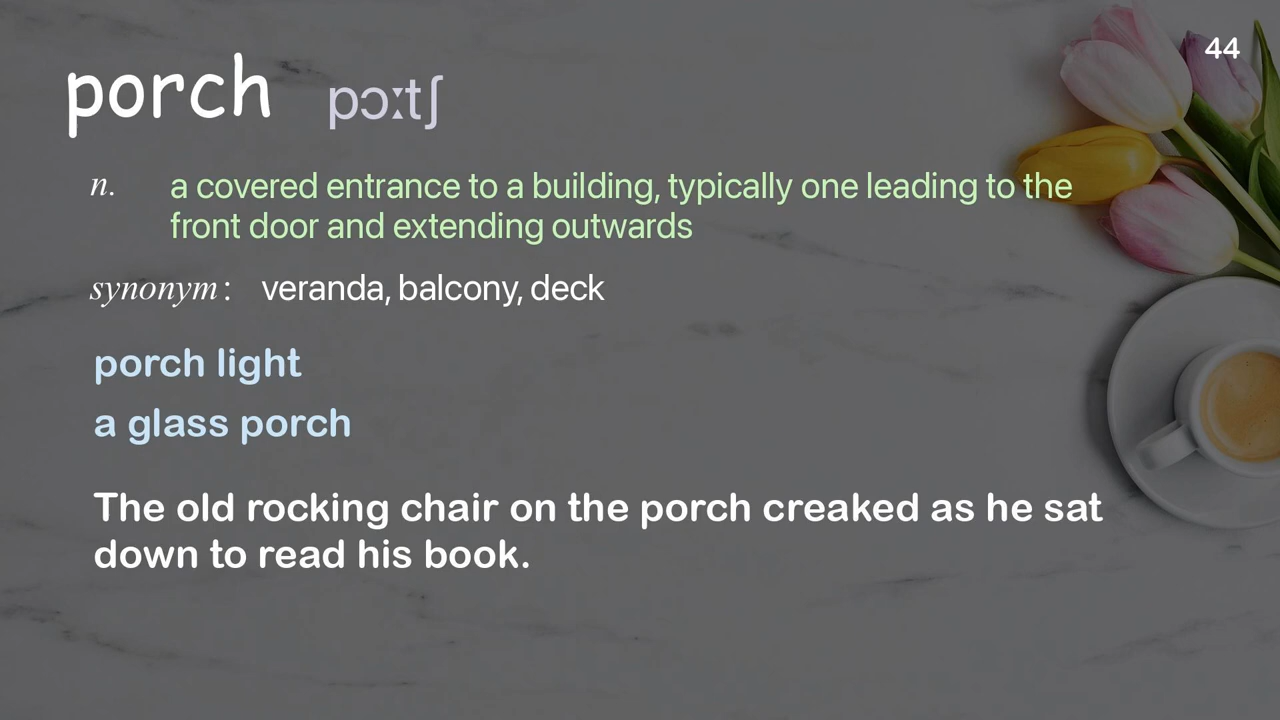 44
porch pɔːtʃ
n. a covered entrance to a building, typically one leading to the
front door and extending outwards
synonym: veranda, balcony, deck
porch light
a glass porch
The old rocking chair on the porch creaked as he sat
down to read his book.